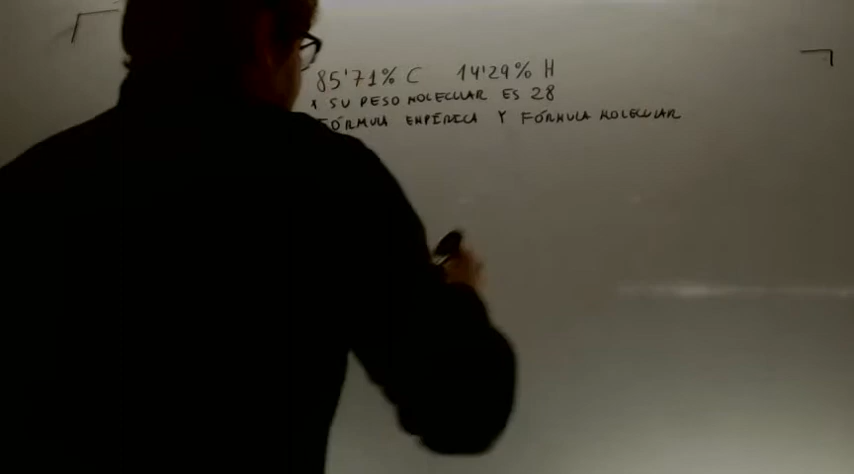 85'71% C 14'29% H
Y SU PESO MOLECULAR ES 28
FÓRMULA EMPÍRICA Y FÓRMULA MOLECULAR